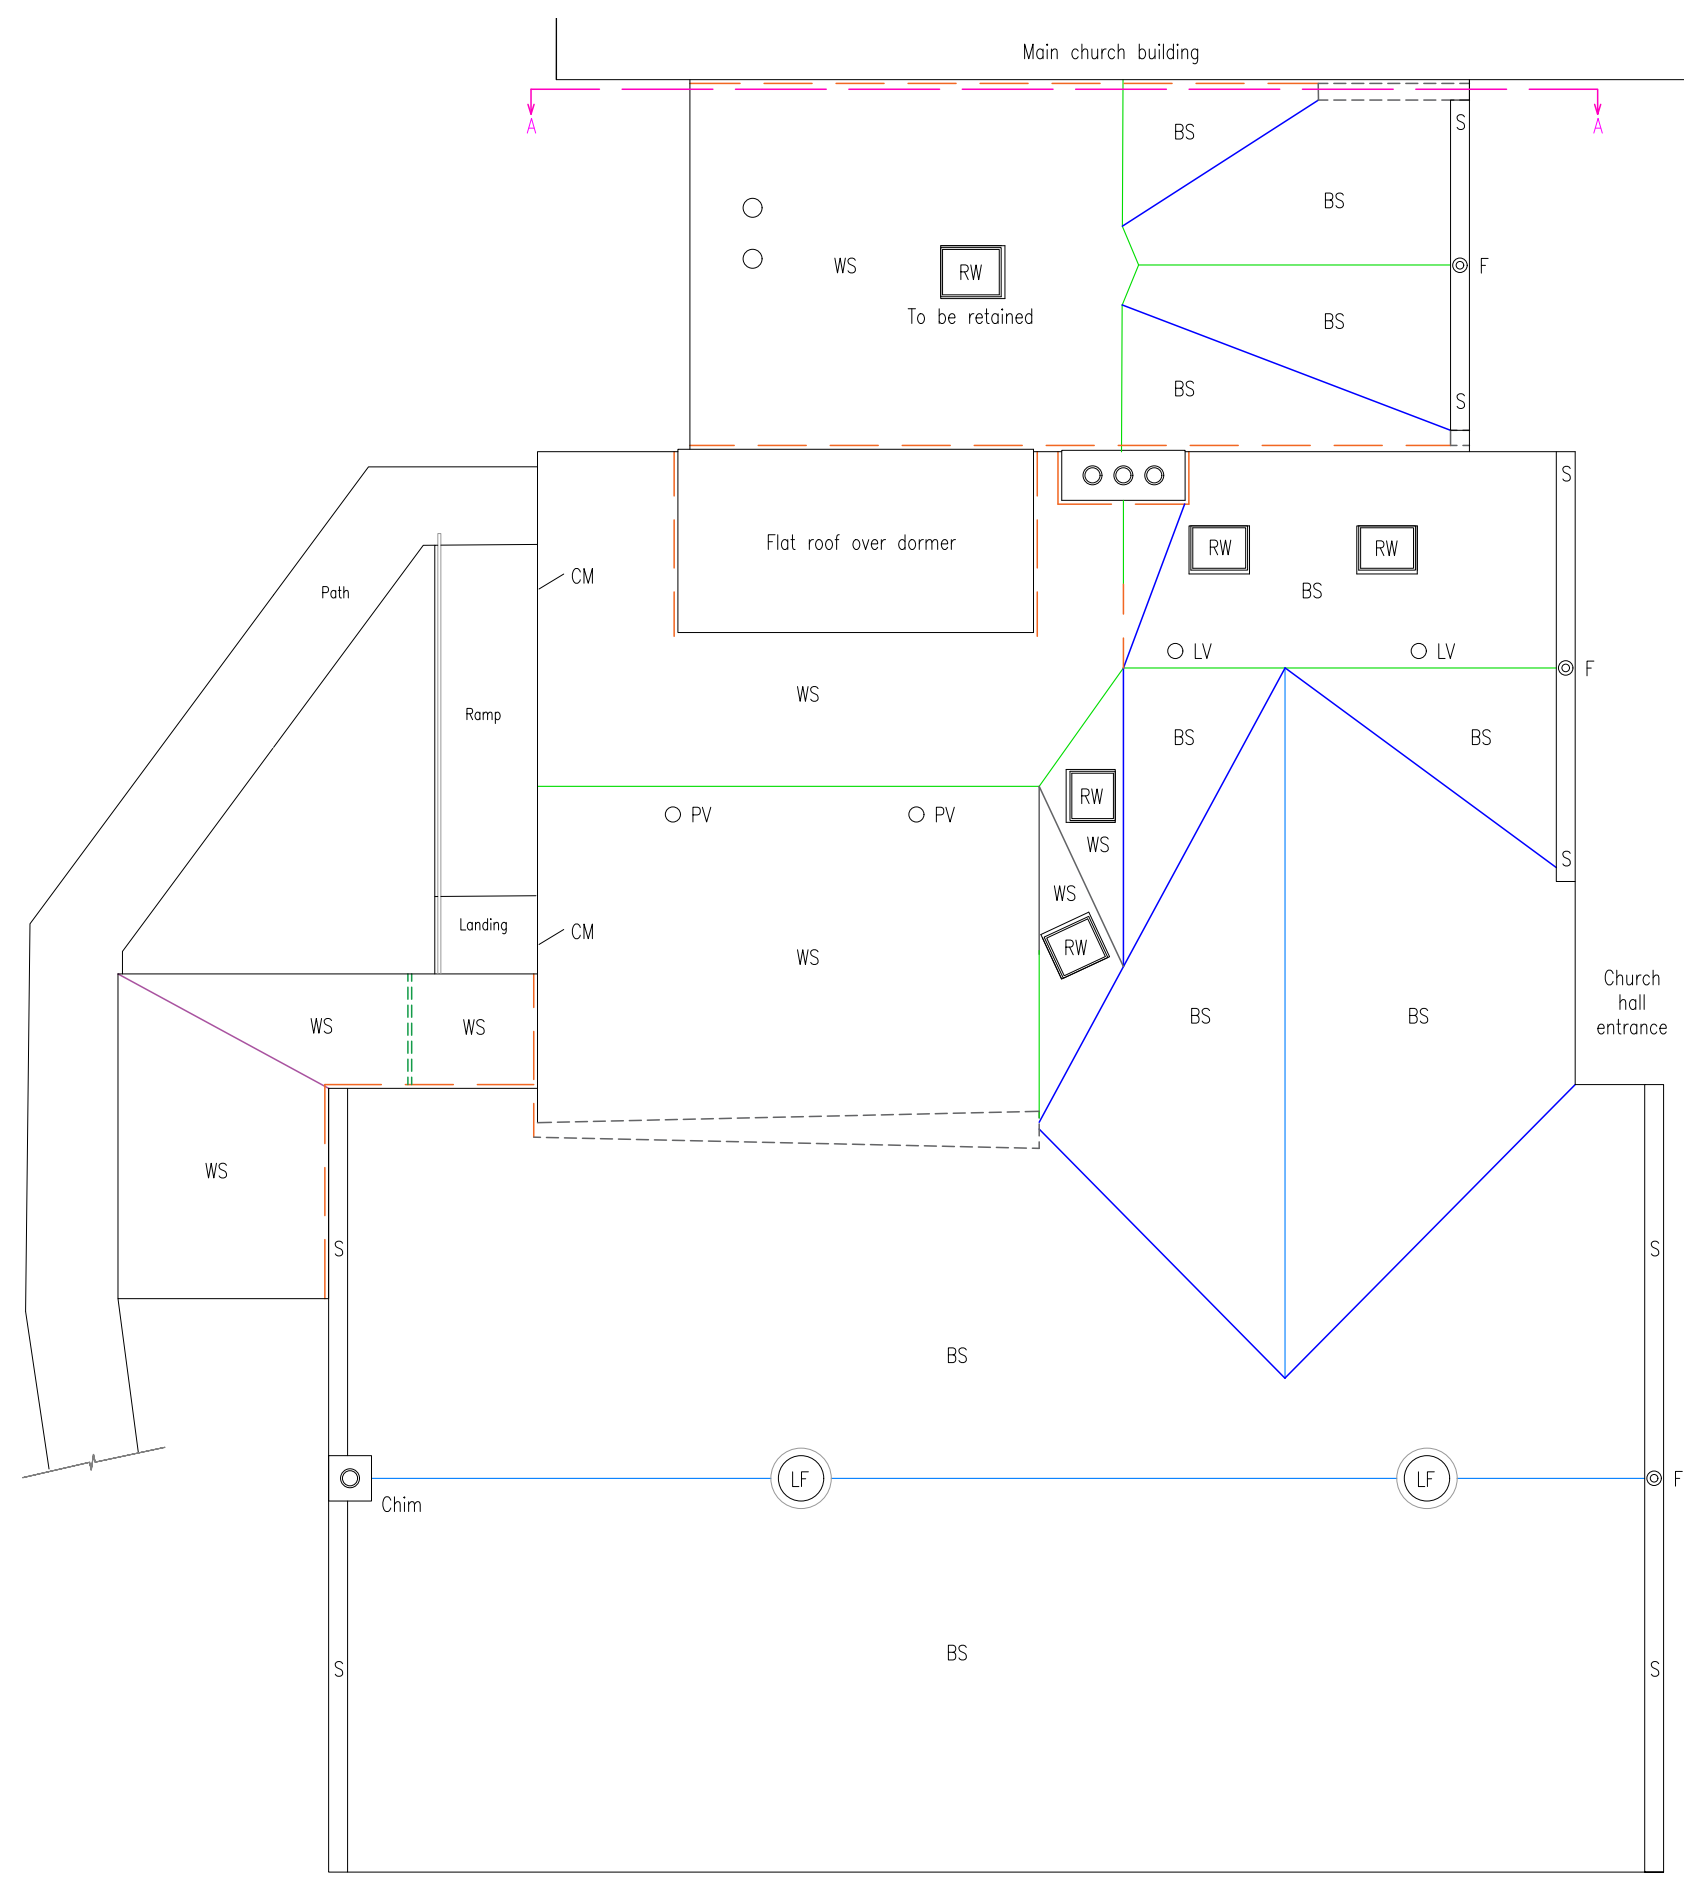 Main church building
A
A
S
BS
BS
WS
RW
F
To be retained
BS
BS
S
S
Flat roof over dormer
RW
RW
CM
Path
BS
LV
LV
F
WS
Ramp
BS
BS
RW
PV
PV
WS
S
WS
Landing
CM
RW
WS
Church
hall
entrance
WS
WS
BS
BS
WS
S
S
BS
LF
LF
F
Chim
BS
S
S